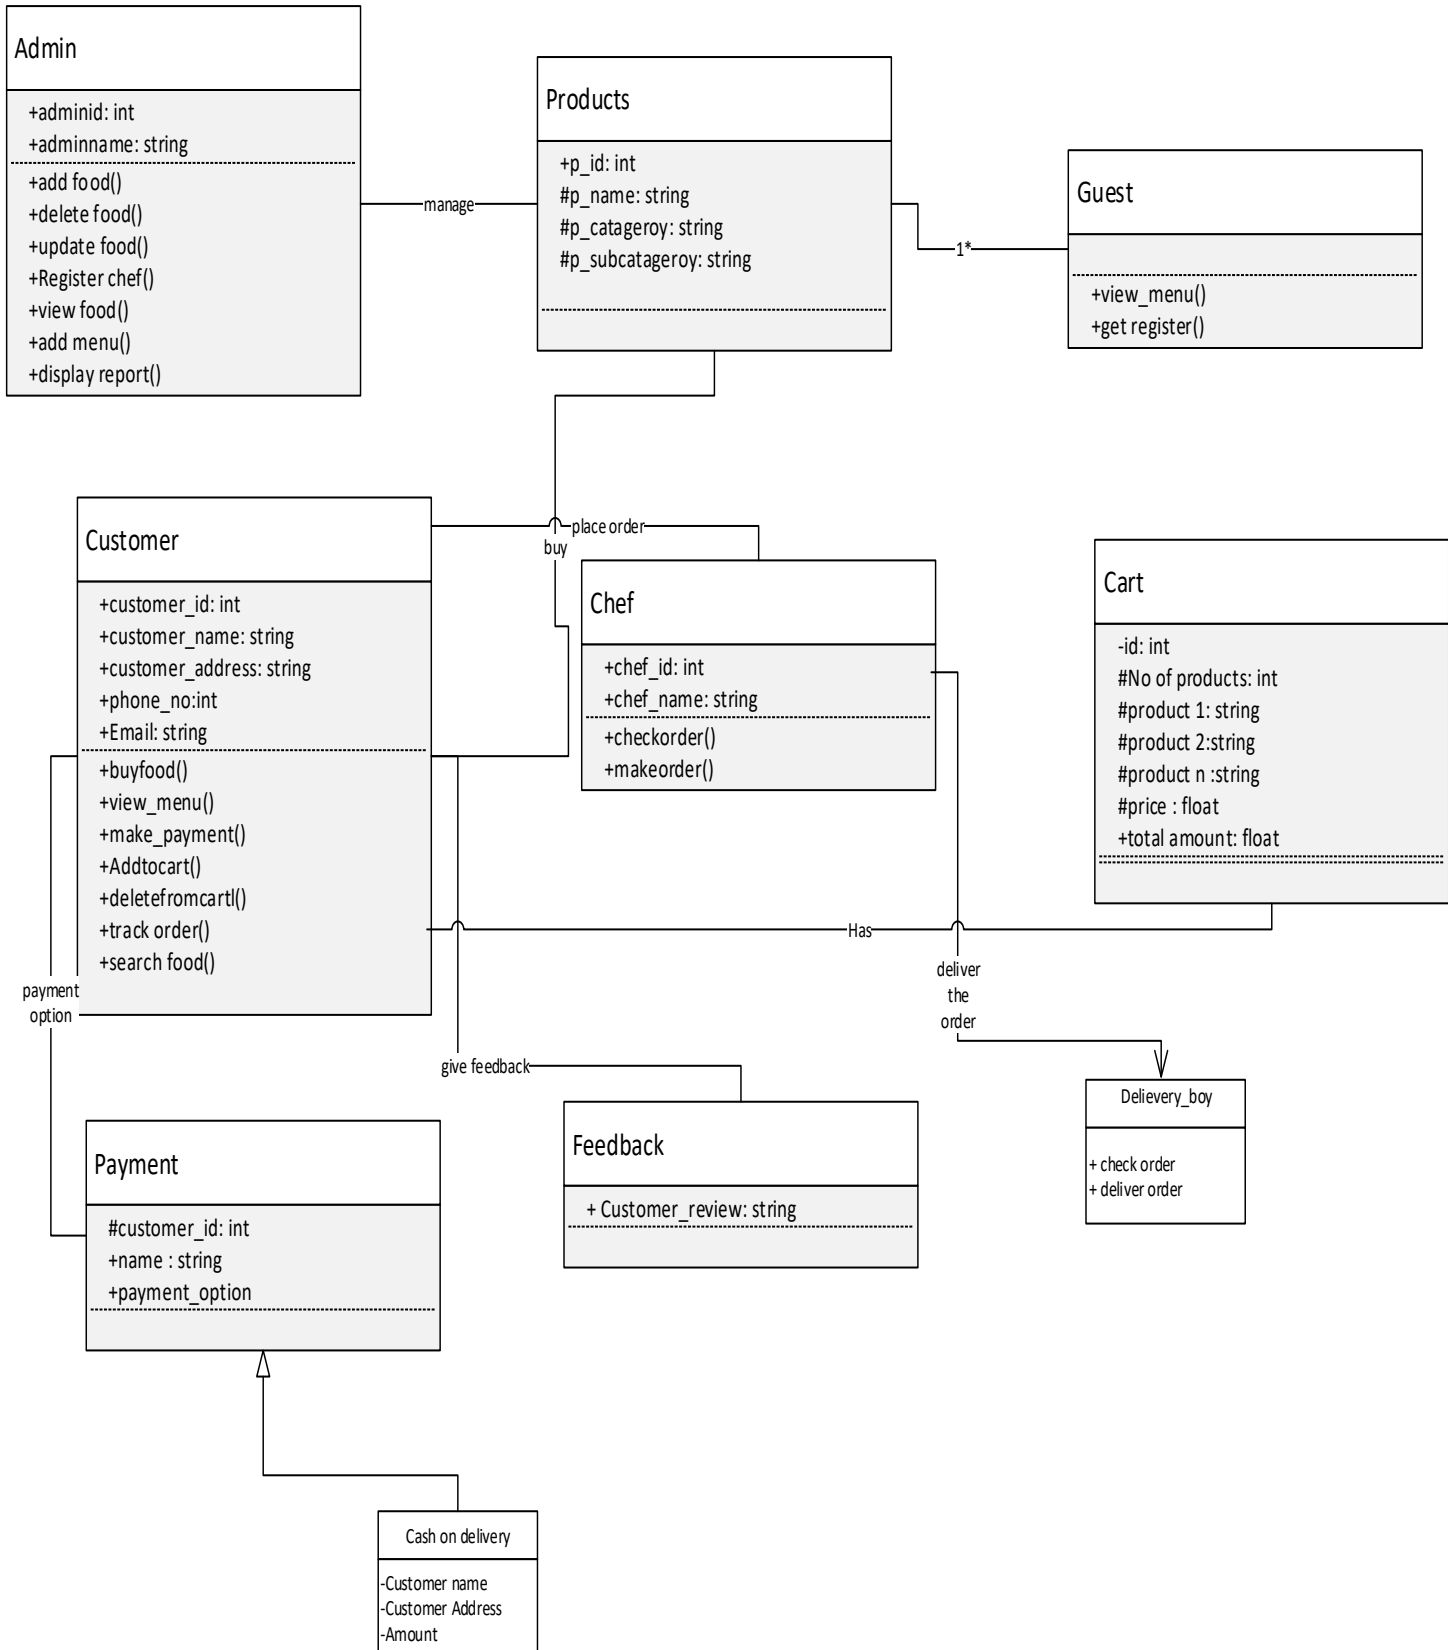 Admin
+adminid: int
+adminname: string
+add food()
+delete food()
+update food()
+Register chef()
+view food()
+add menu()
+display report()
manage
Products
+p_id: int
#p_name: string
#p_catageroy: string
#p_subcatageroy: string
1*
Guest
+view_menu()
+get register()
Customer
+customer_id: int
+customer_name: string
+customer_address: string
+phone_no:int
+Email: string
+buyfood()
+view_menu()
+make_payment()
+Addtocart()
+deletefromcartl()
+track order()
+search food()
place order
buy
Chef
+chef_id: int
+chef_name: string
+checkorder()
+makeorder()
Cart
-id: int
#No of products: int
#product 1: string
#product 2:string
#product n :string
#price : float
+total amount: float
Has
payment
option
deliver
the
order
give feedback
Delievery_boy
+ check order
+ deliver order
Payment
#customer_id: int
+name : string
+payment_option
Feedback
+ Customer_review: string
Cash on delivery
-Customer name
-Customer Address
-Amount